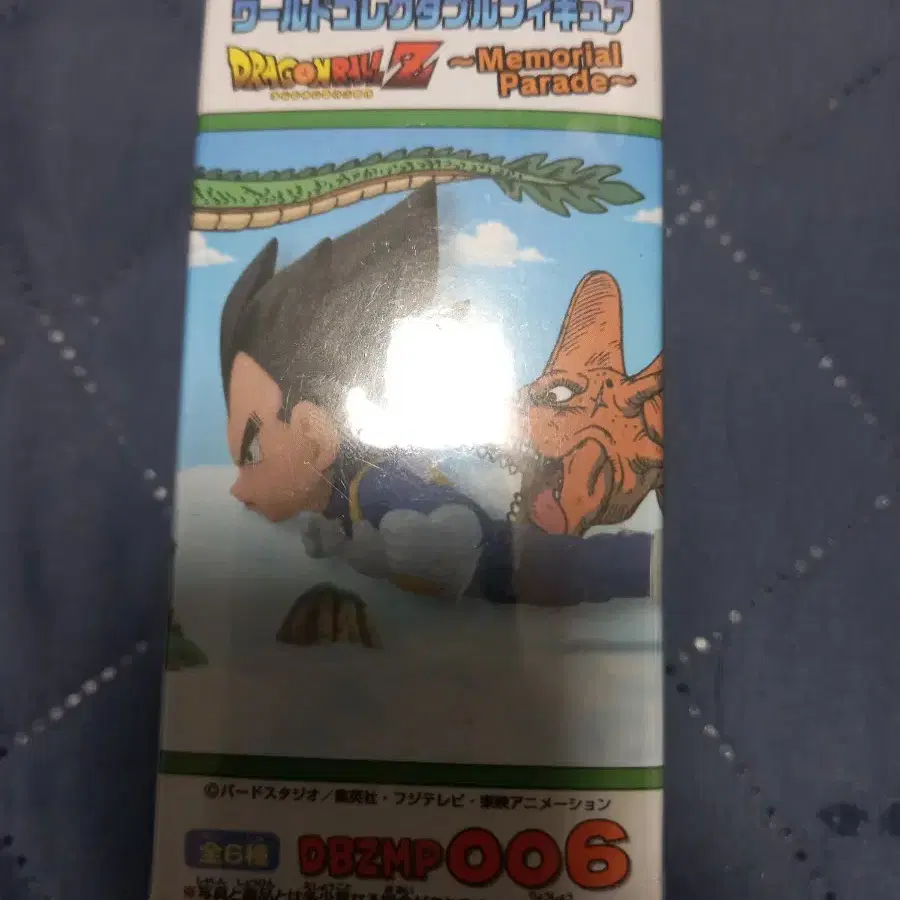 ワールドコレクタブルフィギュア
DRAGONBALL Z ～Memorial
Parade～
©バードスタジオ／集英社・フジテレビ・東映アニメーション
全6種 DBZMP006